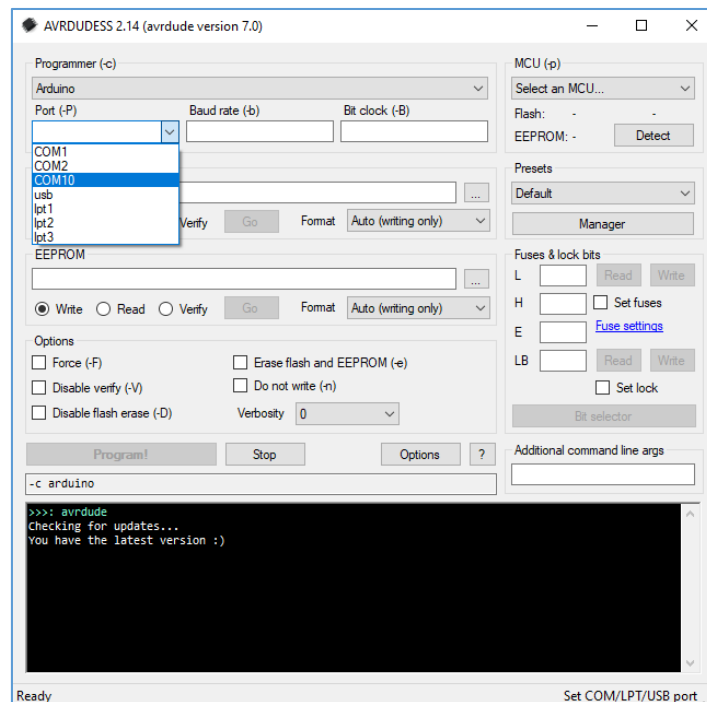 AVRDUDESS 2.14 (avrdude version 7.0)
Programmer (-c)
Arduino
Port (-P) Baud rate (-b) Bit clock (-B)
COM1
COM2
COM10
usb
lpt1
lpt2
lpt3
Verify Go Format Auto (writing only)
...
EEPROM
...
Write Read Verify Go Format Auto (writing only)
Options
Force (-F) Erase flash and EEPROM (-e)
Disable verify (-V) Do not write (-n)
Disable flash erase (-D) Verbosity 0
Program! Stop Options ?
-c arduino
MCU (-p)
Select an MCU...
Flash: - -
EEPROM: - Detect
Presets
Default
Manager
Fuses & lock bits
L Read Write
H Set fuses
E Fuse settings
LB Read Write
Set lock
Bit selector
Additional command line args
>>>: avrdude
Checking for updates...
You have the latest version :)
Ready Set COM/LPT/USB port